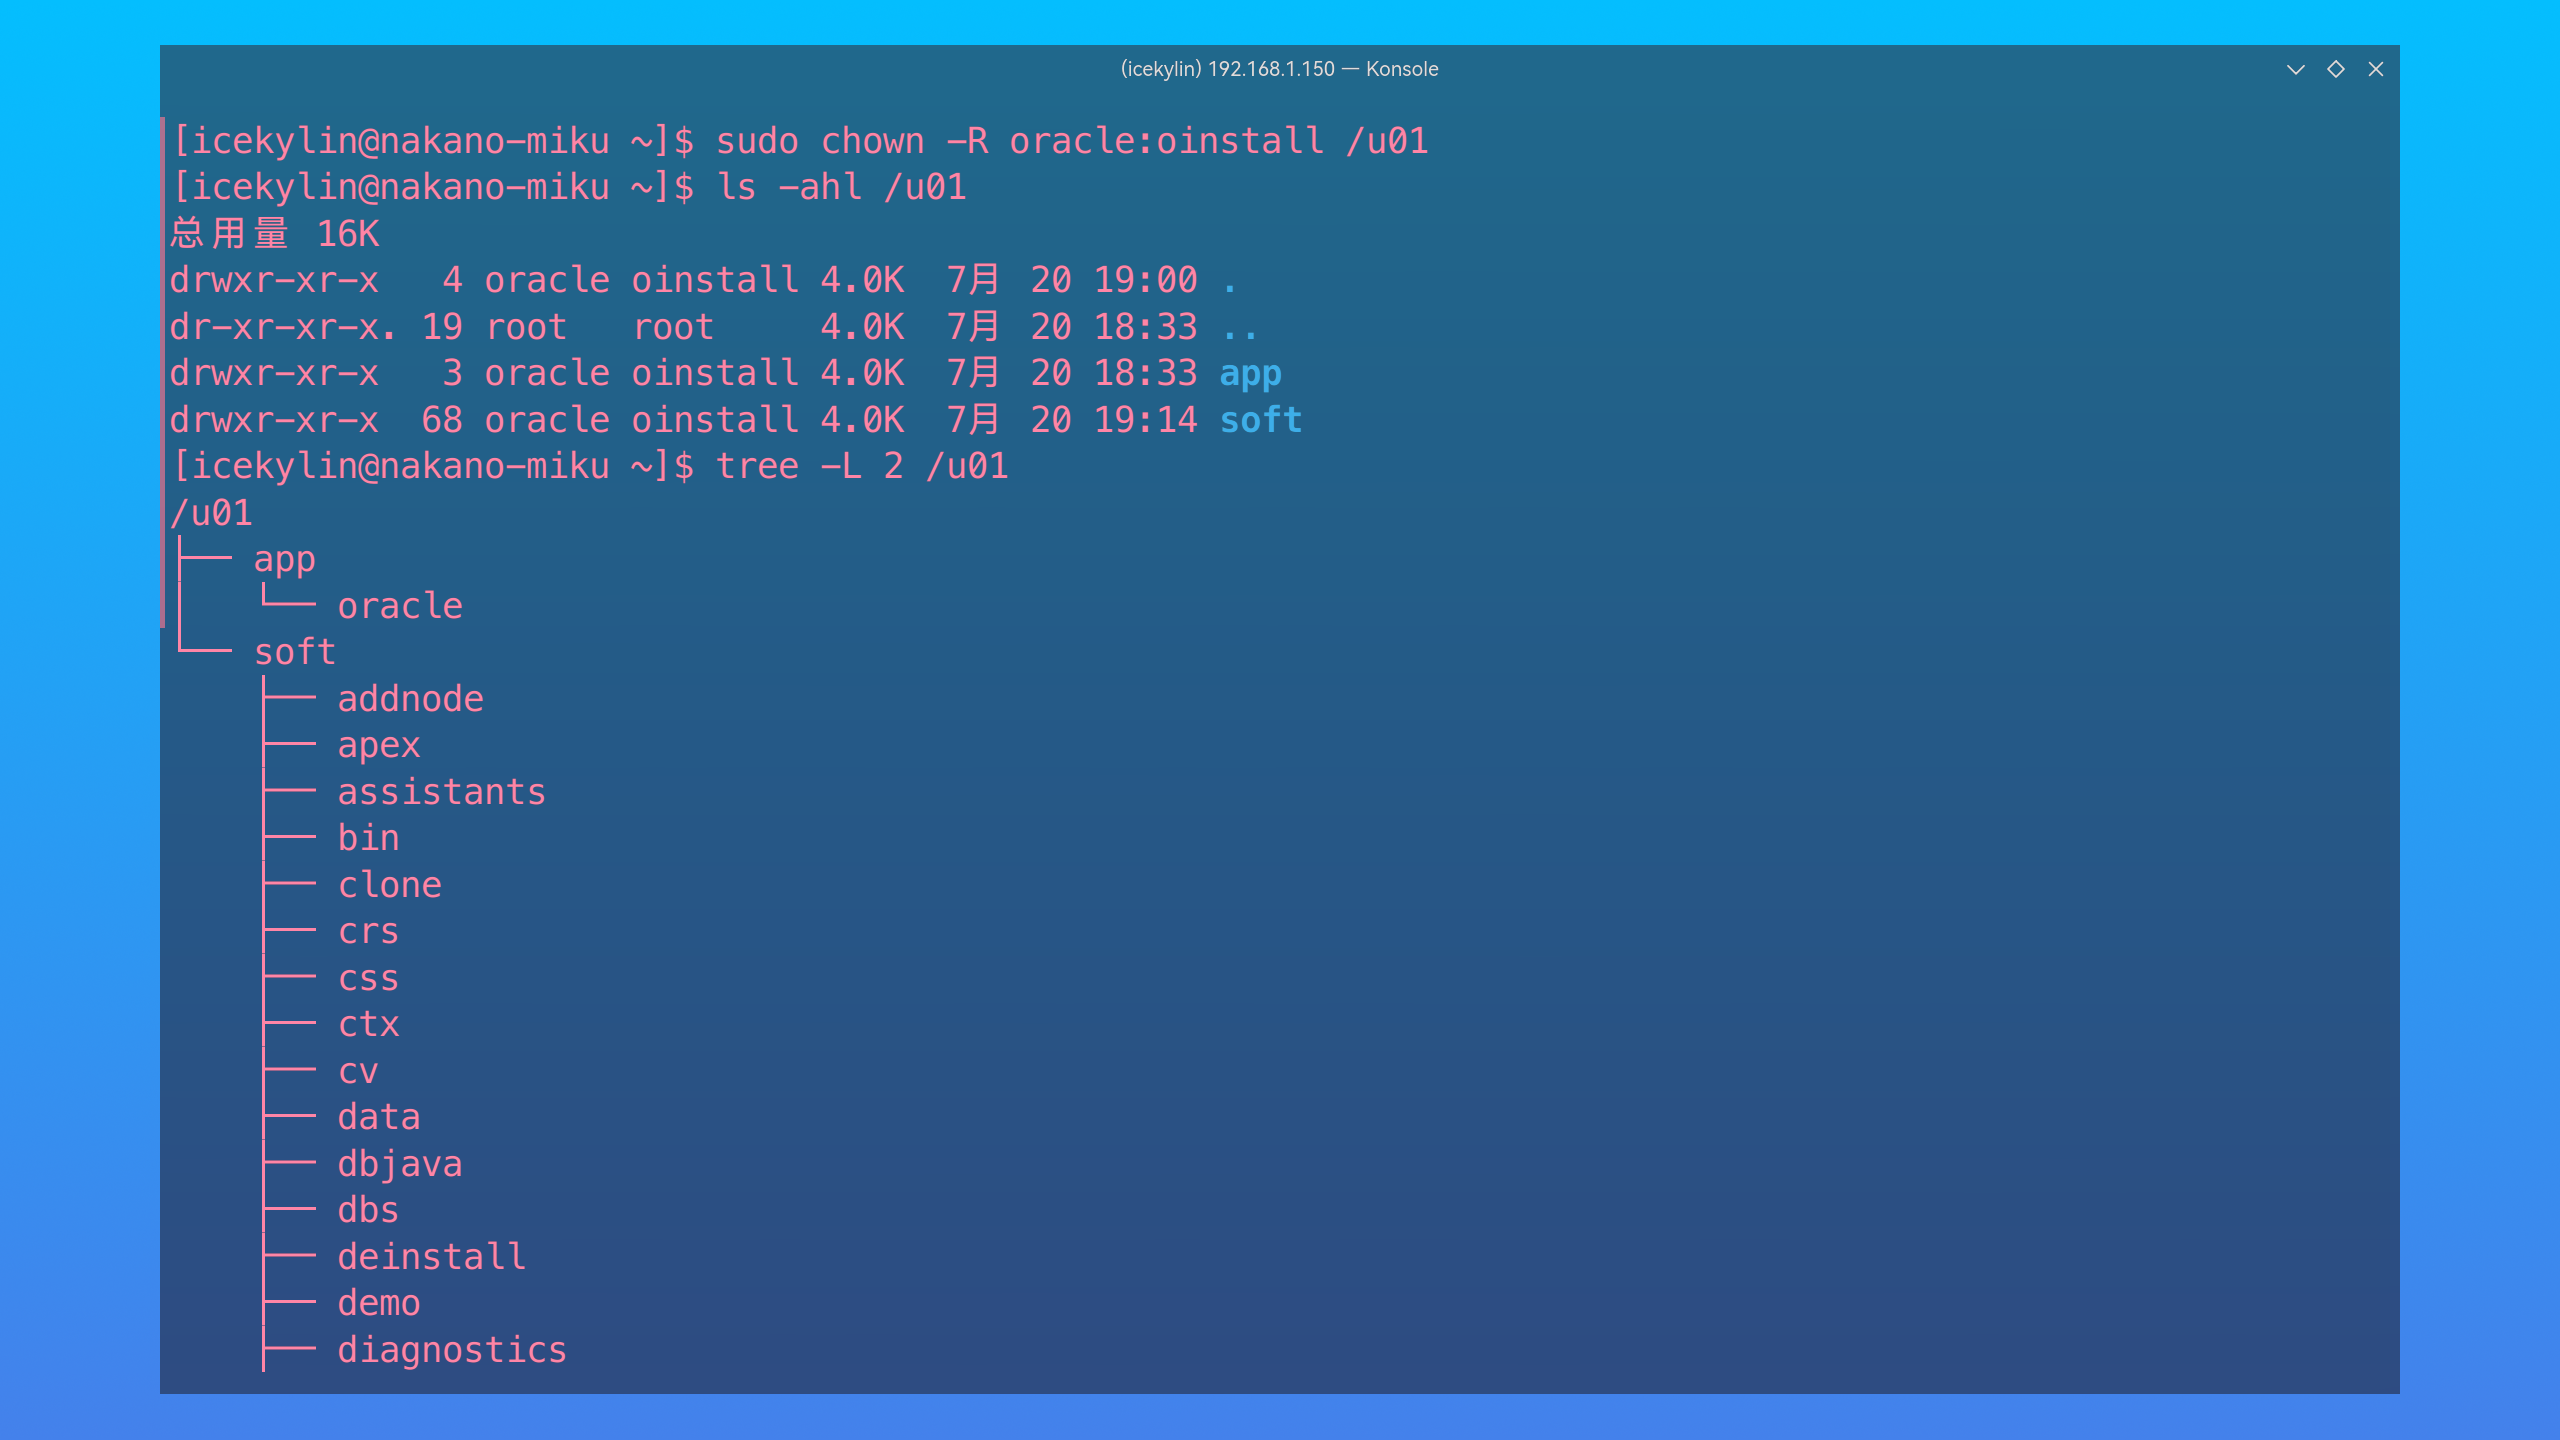 (icekylin) 192.168.1.150 — Konsole
[icekylin@nakano-miku ~]$ sudo chown -R oracle:oinstall /u01
[icekylin@nakano-miku ~]$ ls -ahl /u01
总用量 16K
drwxr-xr-x   4 oracle oinstall 4.0K  7月 20 19:00 .
dr-xr-xr-x. 19 root   root     4.0K  7月 20 18:33 ..
drwxr-xr-x   3 oracle oinstall 4.0K  7月 20 18:33 app
drwxr-xr-x  68 oracle oinstall 4.0K  7月 20 19:14 soft
[icekylin@nakano-miku ~]$ tree -L 2 /u01
/u01
├── app
│   └── oracle
└── soft
    ├── addnode
    ├── apex
    ├── assistants
    ├── bin
    ├── clone
    ├── crs
    ├── css
    ├── ctx
    ├── cv
    ├── data
    ├── dbjava
    ├── dbs
    ├── deinstall
    ├── demo
    ├── diagnostics